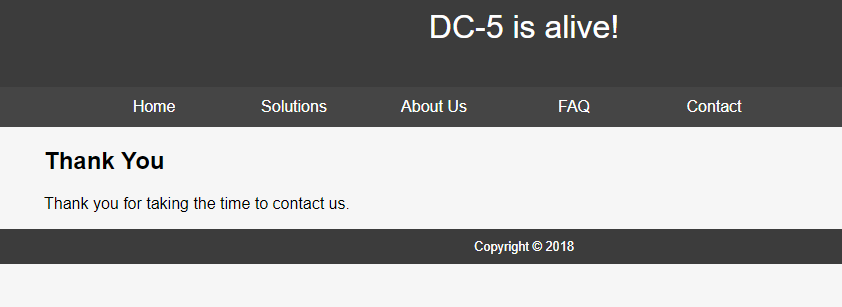 DC-5 is alive!
Home Solutions About Us FAQ Contact
Thank You
Thank you for taking the time to contact us.
Copyright © 2018